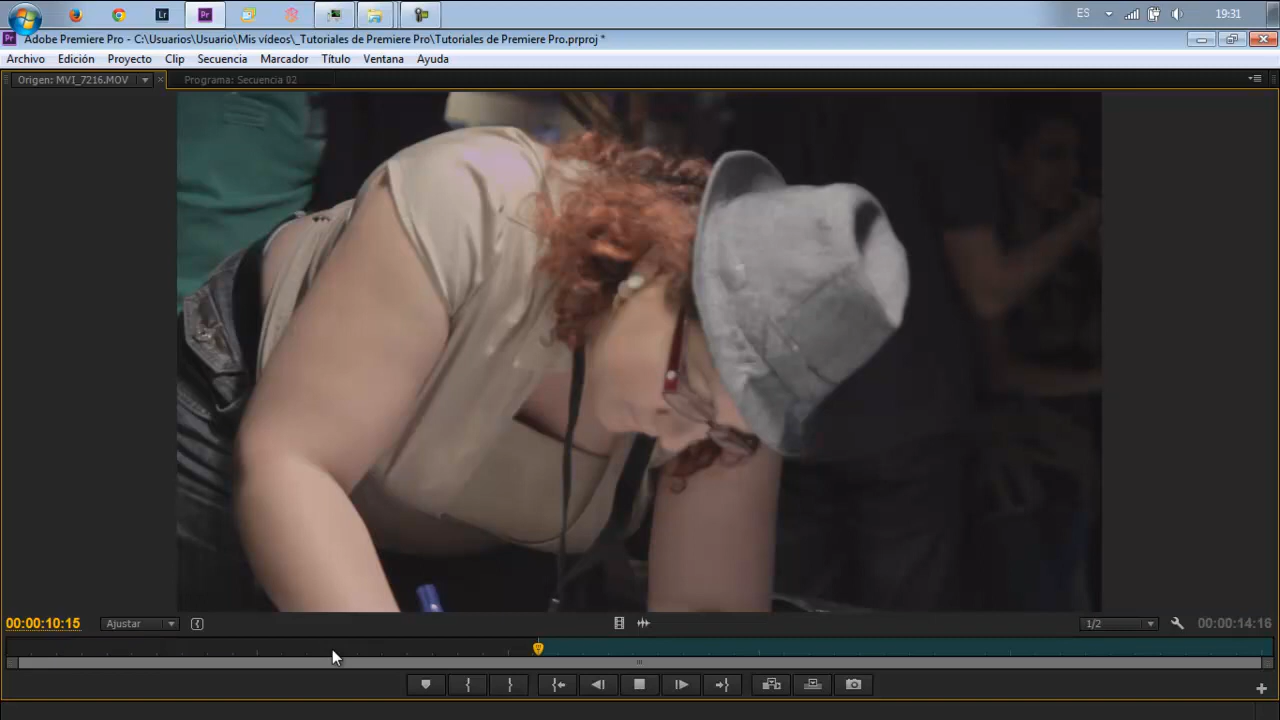 ES
19:31
Adobe Premiere Pro - C:\Usuarios\Usuario\Mis vídeos\_Tutoriales de Premiere Pro\Tutoriales de Premiere Pro.prproj *
Archivo Edición Proyecto Clip Secuencia Marcador Título Ventana Ayuda
Origen: MVI_7216.MOV
Programa: Secuencia 02
00:00:10:15
Ajustar
1/2
00:00:14:16